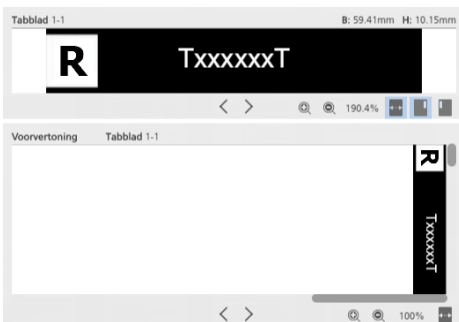 Tabblad 1-1 B: 59.41mm H: 10.15mm
R TxxxxxxT
190.4%
Voorvertoning Tabblad 1-1
R
TxxxxxxT
100%